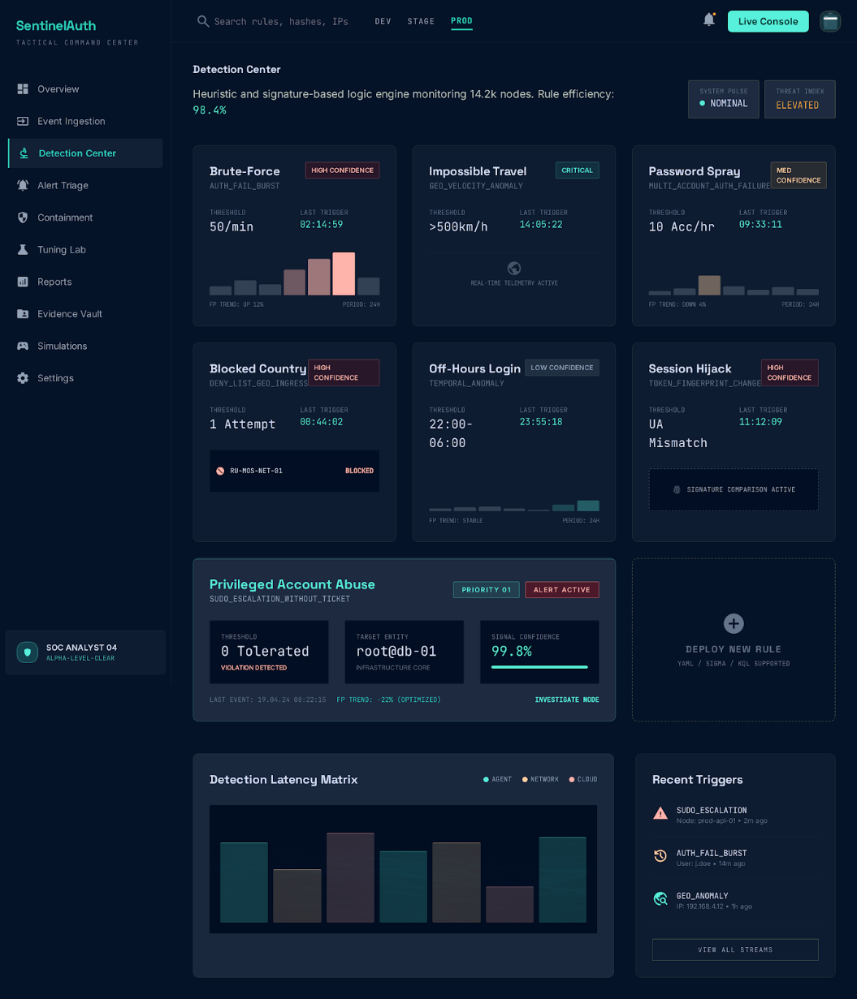 SentinelAuth
TACTICAL COMMAND CENTER
Overview
Event Ingestion
Detection Center
Alert Triage
Containment
Tuning Lab
Reports
Evidence Vault
Simulations
Settings
SOC ANALYST 04
ALPHA-LEVEL-CLEAR
Search rules, hashes, IPs
DEV STAGE PROD
Live Console
Detection Center
Heuristic and signature-based logic engine monitoring 14.2k nodes. Rule efficiency:
98.4%
SYSTEM PULSE
NOMINAL
THREAT INDEX
ELEVATED
Brute-Force
HIGH CONFIDENCE
AUTH_FAIL_BURST
THRESHOLD
50/min
LAST TRIGGER
02:14:59
FP TREND: UP 12%
PERIOD: 24H
Impossible Travel
CRITICAL
GEO_VELOCITY_ANOMALY
THRESHOLD
>500km/h
LAST TRIGGER
14:05:22
REAL-TIME TELEMETRY ACTIVE
Password Spray
MED
CONFIDENCE
MULTI_ACCOUNT_AUTH_FAILURE
THRESHOLD
10 Acc/hr
LAST TRIGGER
09:33:11
FP TREND: DOWN 4%
PERIOD: 24H
Blocked Country
HIGH
CONFIDENCE
DENY_LIST_GEO_INGRESS
THRESHOLD
1 Attempt
LAST TRIGGER
00:44:02
RU-MOS-NET-01
BLOCKED
Off-Hours Login
LOW CONFIDENCE
TEMPORAL_ANOMALY
THRESHOLD
22:00-
06:00
LAST TRIGGER
23:55:18
FP TREND: STABLE
PERIOD: 24H
Session Hijack
HIGH
CONFIDENCE
TOKEN_FINGERPRINT_CHANGE
THRESHOLD
UA
Mismatch
LAST TRIGGER
11:12:09
SIGNATURE COMPARISON ACTIVE
Privileged Account Abuse
SUDO_ESCALATION_WITHOUT_TICKET
PRIORITY 01
ALERT ACTIVE
THRESHOLD
0 Tolerated
VIOLATION DETECTED
TARGET ENTITY
root@db-01
INFRASTRUCTURE CORE
SIGNAL CONFIDENCE
99.8%
LAST EVENT: 19.04.24 08:22:15
FP TREND: -22% (OPTIMIZED)
INVESTIGATE NODE
DEPLOY NEW RULE
YAML / SIGMA / KQL SUPPORTED
Detection Latency Matrix
AGENT
NETWORK
CLOUD
Recent Triggers
SUDO_ESCALATION
Node: prod-api-01 • 2m ago
AUTH_FAIL_BURST
User: j.doe • 14m ago
GEO_ANOMALY
IP: 192.168.4.12 • 1h ago
VIEW ALL STREAMS